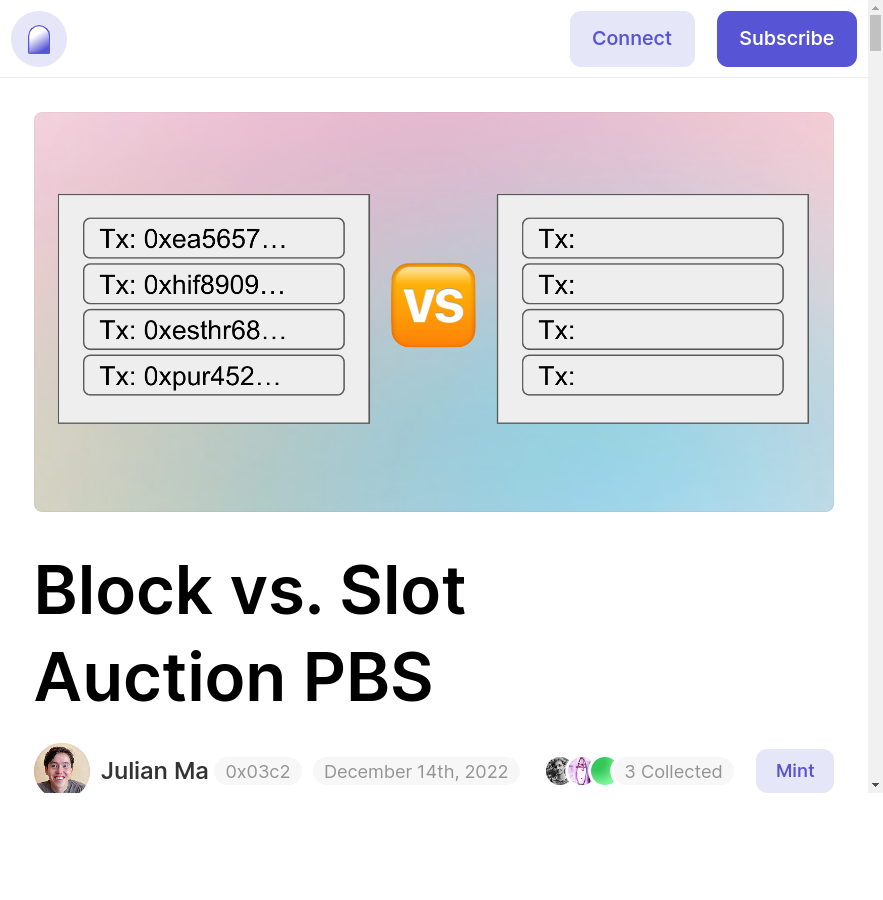 Connect
Subscribe
Tx: 0xea5657...
Tx: 0xhif8909...
Tx: 0xesthr68...
Tx: 0xpur452...
VS
Tx:
Tx:
Tx:
Tx:
Block vs. Slot
Auction PBS
Julian Ma 0x03c2 December 14th, 2022 3 Collected Mint